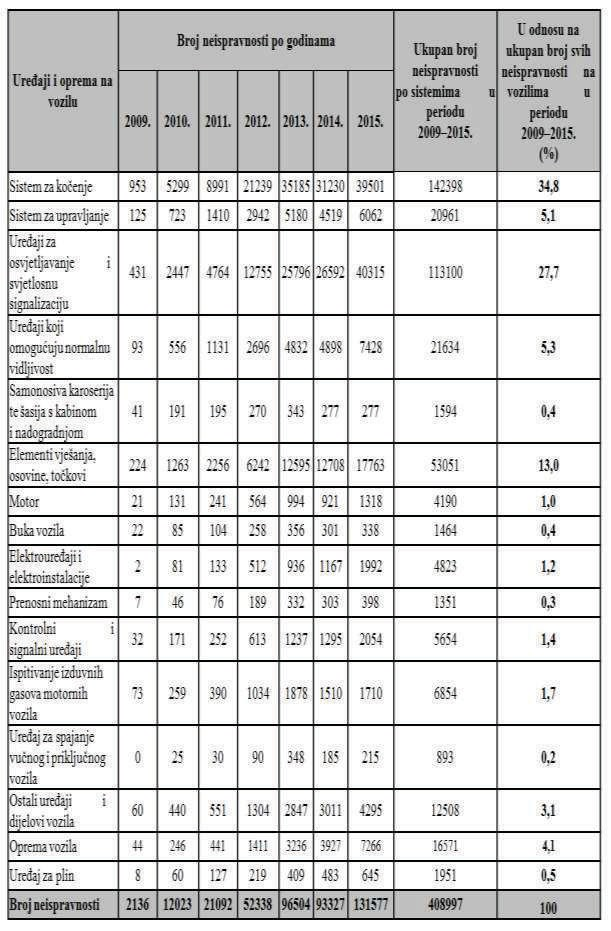 Uređaji i oprema na
vozilu
Broj neispravnosti po godinama
2009. 2010. 2011. 2012. 2013. 2014. 2015.
Ukupan broj
neispravnosti
po sistemima u
periodu
2009–2015.
U odnosu na
ukupan broj svih
neispravnosti na
vozilima u
periodu
2009–2015.
(%)
Sistem za kočenje 953 5299 8991 21239 35185 31230 39501 142398 34,8
Sistem za upravljanje 125 723 1410 2942 5180 4519 6062 20961 5,1
Uređaji za
osvjetljavanje i
svjetlosnu
signalizaciju
431 2447 4764 12755 25796 26592 40315 113100 27,7
Uređaji koji
omogućuju normalnu
vidljivost
93 556 1131 2696 4832 4898 7428 21634 5,3
Samonosiva karoserija
te šasija s kabinom
i nadogradnjom
41 191 195 270 343 277 277 1594 0,4
Elementi vješanja,
osovine, točkovi
224 1263 2256 6242 12595 12708 17763 53051 13,0
Motor 21 131 241 564 994 921 1318 4190 1,0
Buka vozila 22 85 104 258 356 301 338 1464 0,4
Elektrouređaji i
elektroinstalacije
2 81 133 512 936 1167 1992 4823 1,2
Prenosni mehanizam 7 46 76 189 332 303 398 1351 0,3
Kontrolni i
signalni uređaji
32 171 252 613 1237 1295 2054 5654 1,4
Ispitivanje izduvnih
gasova motornih
vozila
73 259 390 1034 1878 1510 1710 6854 1,7
Uređaj za spajanje
vučnog i priključnog
vozila
0 25 30 90 348 185 215 893 0,2
Ostali uređaji i
dijelovi vozila
60 440 551 1304 2847 3011 4295 12508 3,1
Oprema vozila 44 246 441 1411 3236 3927 7266 16571 4,1
Uređaj za plin 8 60 127 219 409 483 645 1951 0,5
Broj neispravnosti 2136 12023 21092 52338 96504 93327 131577 408997 100